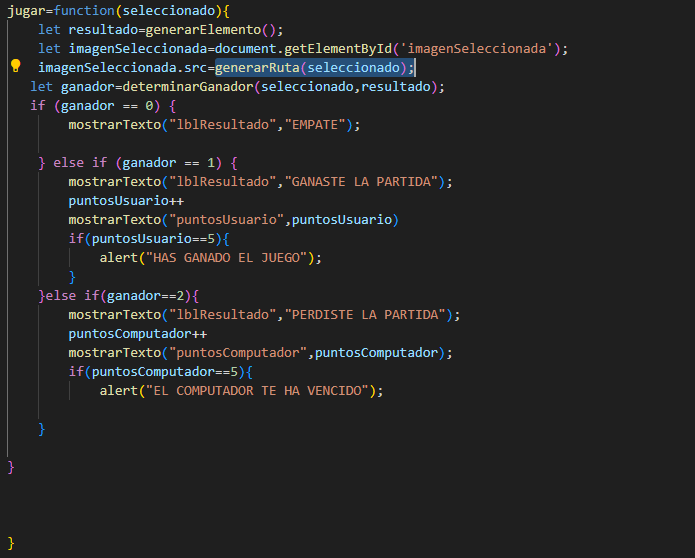 jugar=function(seleccionado){
    let resultado=generarElemento();
    let imagenSeleccionada=document.getElementById('imagenSeleccionada');
    imagenSeleccionada.src=generarRuta(seleccionado);
   let ganador=determinarGanador(seleccionado,resultado);
   if (ganador == 0) {
        mostrarTexto("lblResultado","EMPATE");
    } else if (ganador == 1) {
        mostrarTexto("lblResultado","GANASTE LA PARTIDA");
        puntosUsuario++
        mostrarTexto("puntosUsuario",puntosUsuario)
        if(puntosUsuario==5){
            alert("HAS GANADO EL JUEGO");
        }
    }else if(ganador==2){
        mostrarTexto("lblResultado","PERDISTE LA PARTIDA");
        puntosComputador++
        mostrarTexto("puntosComputador",puntosComputador);
        if(puntosComputador==5){
            alert("EL COMPUTADOR TE HA VENCIDO");
    }
}
}